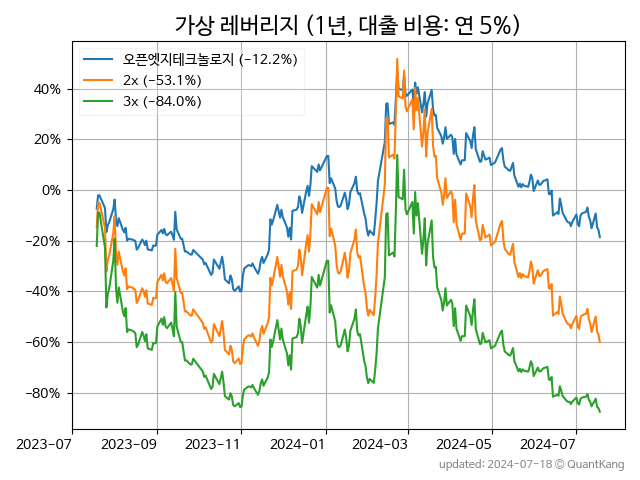 가상 레버리지 (1년, 대출 비용: 연 5%)
오픈엣지테크놀로지 (−12.2%)
2x (−53.1%)
3x (−84.0%)
40%
20%
0%
−20%
−40%
−60%
−80%
2023-07 2023-09 2023-11 2024-01 2024-03 2024-05 2024-07
updated: 2024-07-18 © QuantKang